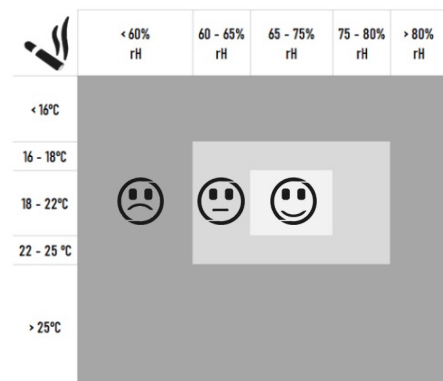 < 60% 60 - 65% 65 - 75% 75 - 80% > 80%
rH rH rH rH rH
< 16°C
16 - 18°C
18 - 22°C
22 - 25 °C
> 25°C